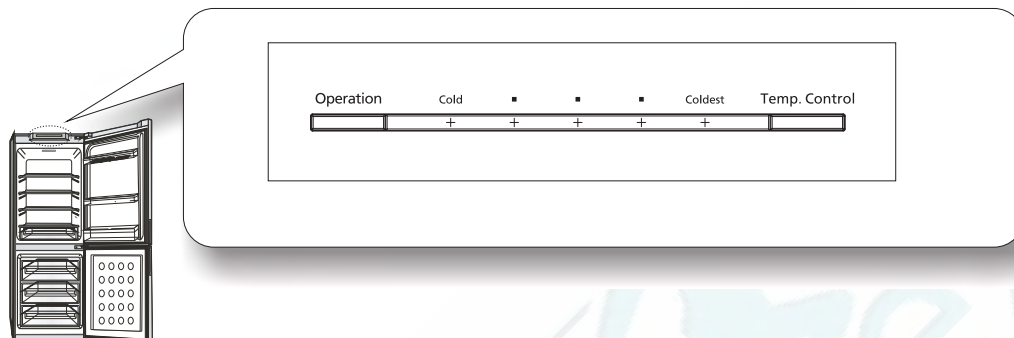 Operation Cold ▪ ▪ ▪ Coldest Temp. Control